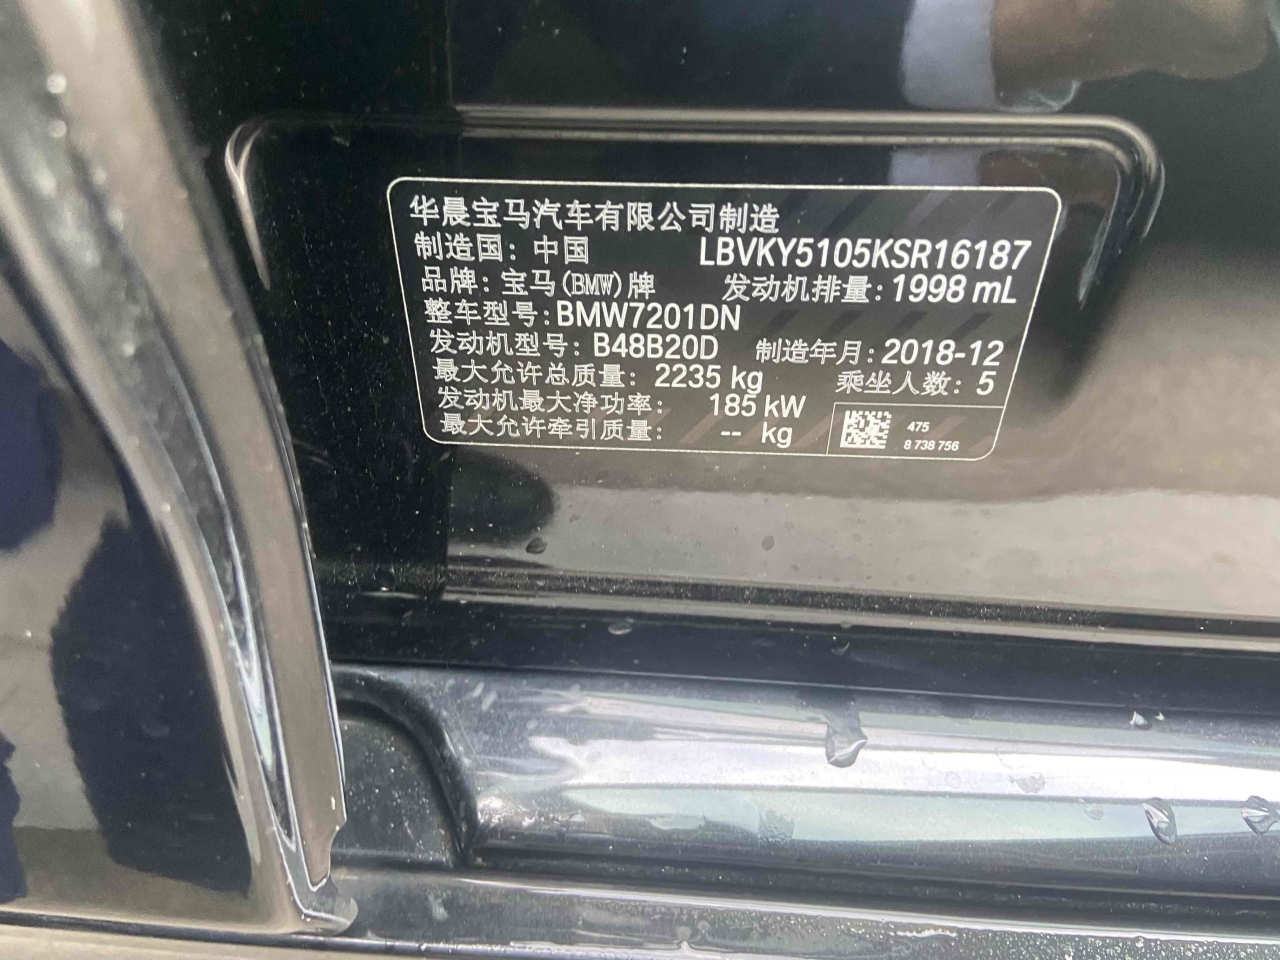 华晨宝马汽车有限公司制造
制造国：中国 LBVKY5105KSR16187
品牌：宝马(BMW)牌 发动机排量：1998 mL
整车型号：BMW7201DN
发动机型号：B48B20D 制造年月：2018-12
最大允许总质量：2235 kg 乘坐人数：5
发动机最大净功率：185 kW
最大允许牵引质量：-- kg
475
8 738 756